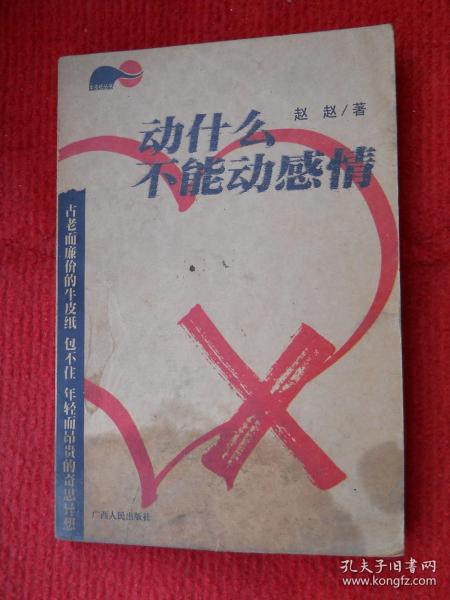 赵 赵/著
动什么
不能动感情
古老而廉价的牛皮纸 包不住 年轻而昂贵的奇思异想
广西人民出版社
孔夫子旧书网
www.kongfz.com